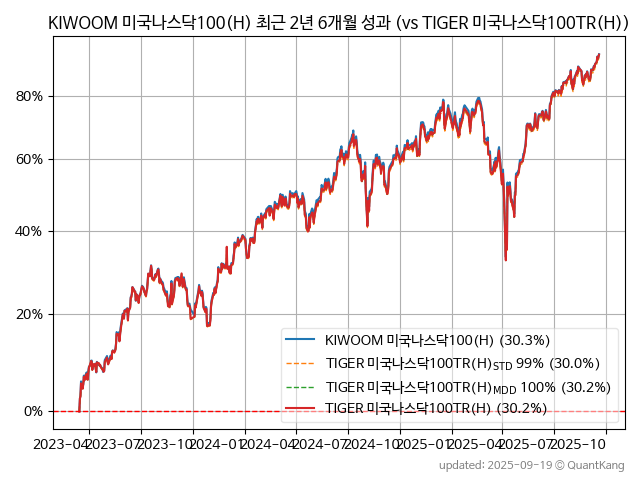 KIWOOM 미국나스닥100(H) 최근 2년 6개월 성과 (vs TIGER 미국나스닥100TR(H))
80%
60%
40%
20%
0%
KIWOOM 미국나스닥100(H) (30.3%)
TIGER 미국나스닥100TR(H)STD 99% (30.0%)
TIGER 미국나스닥100TR(H)MDD 100% (30.2%)
TIGER 미국나스닥100TR(H) (30.2%)
2023-04 2023-07 2023-10 2024-01 2024-04 2024-07 2024-10 2025-01 2025-04 2025-07 2025-10
updated: 2025-09-19 © QuantKang